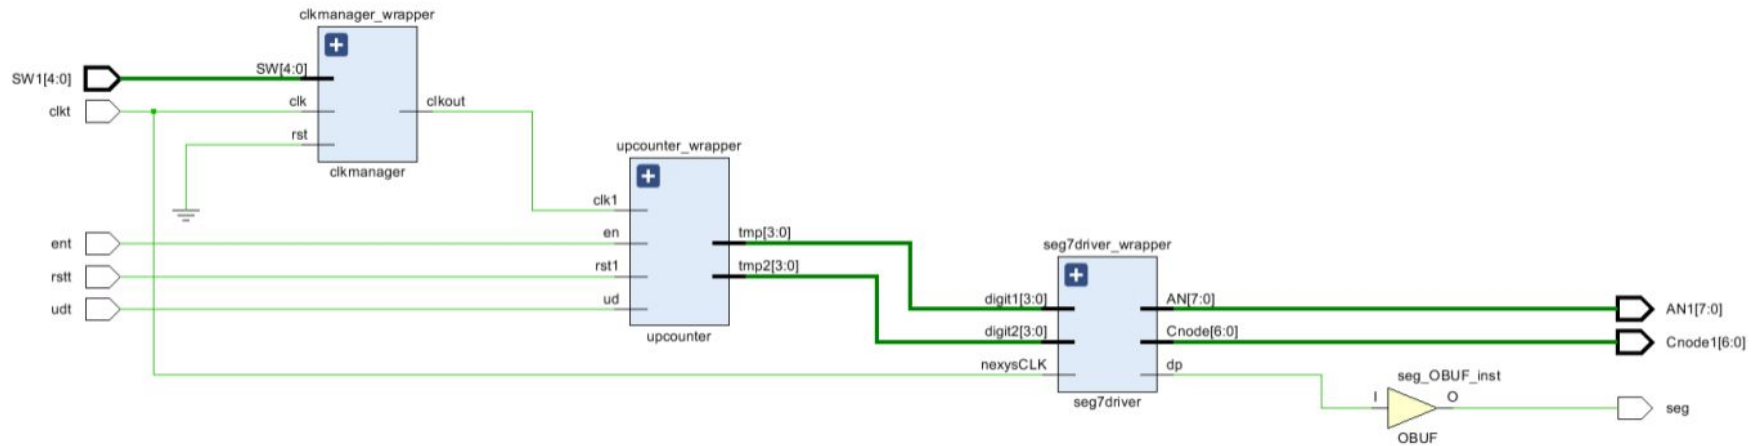 clkmanager_wrapper
SW1[4:0]
SW[4:0]
clkt
clk
clkout
rst
clkmanager
upcounter_wrapper
clk1
ent
en
tmp[3:0]
rstt
rst1
tmp2[3:0]
udt
ud
upcounter
seg7driver_wrapper
digit1[3:0]
AN[7:0]
AN1[7:0]
digit2[3:0]
Cnode[6:0]
Cnode1[6:0]
nexysCLK
dp
seg7driver
seg_OBUF_inst
I
O
seg
OBUF